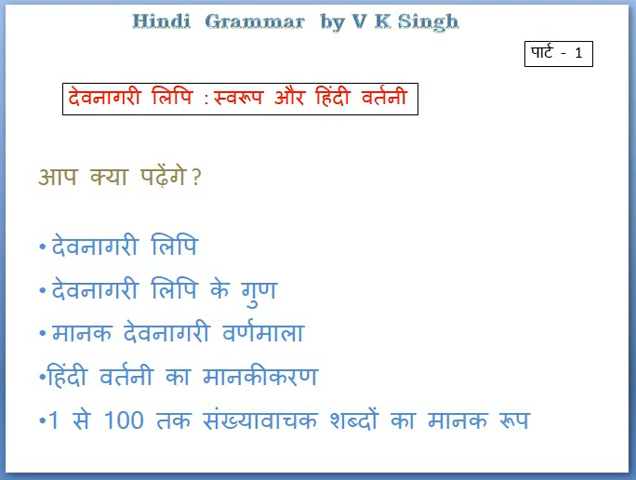 Hindi Grammar by V K Singh
पार्ट - 1
देवनागरी लिपि : स्वरूप और हिंदी वर्तनी
आप क्या पढ़ेंगे ?
• देवनागरी लिपि
• देवनागरी लिपि के गुण
• मानक देवनागरी वर्णमाला
•हिंदी वर्तनी का मानकीकरण
•1 से 100 तक संख्यावाचक शब्दों का मानक रूप